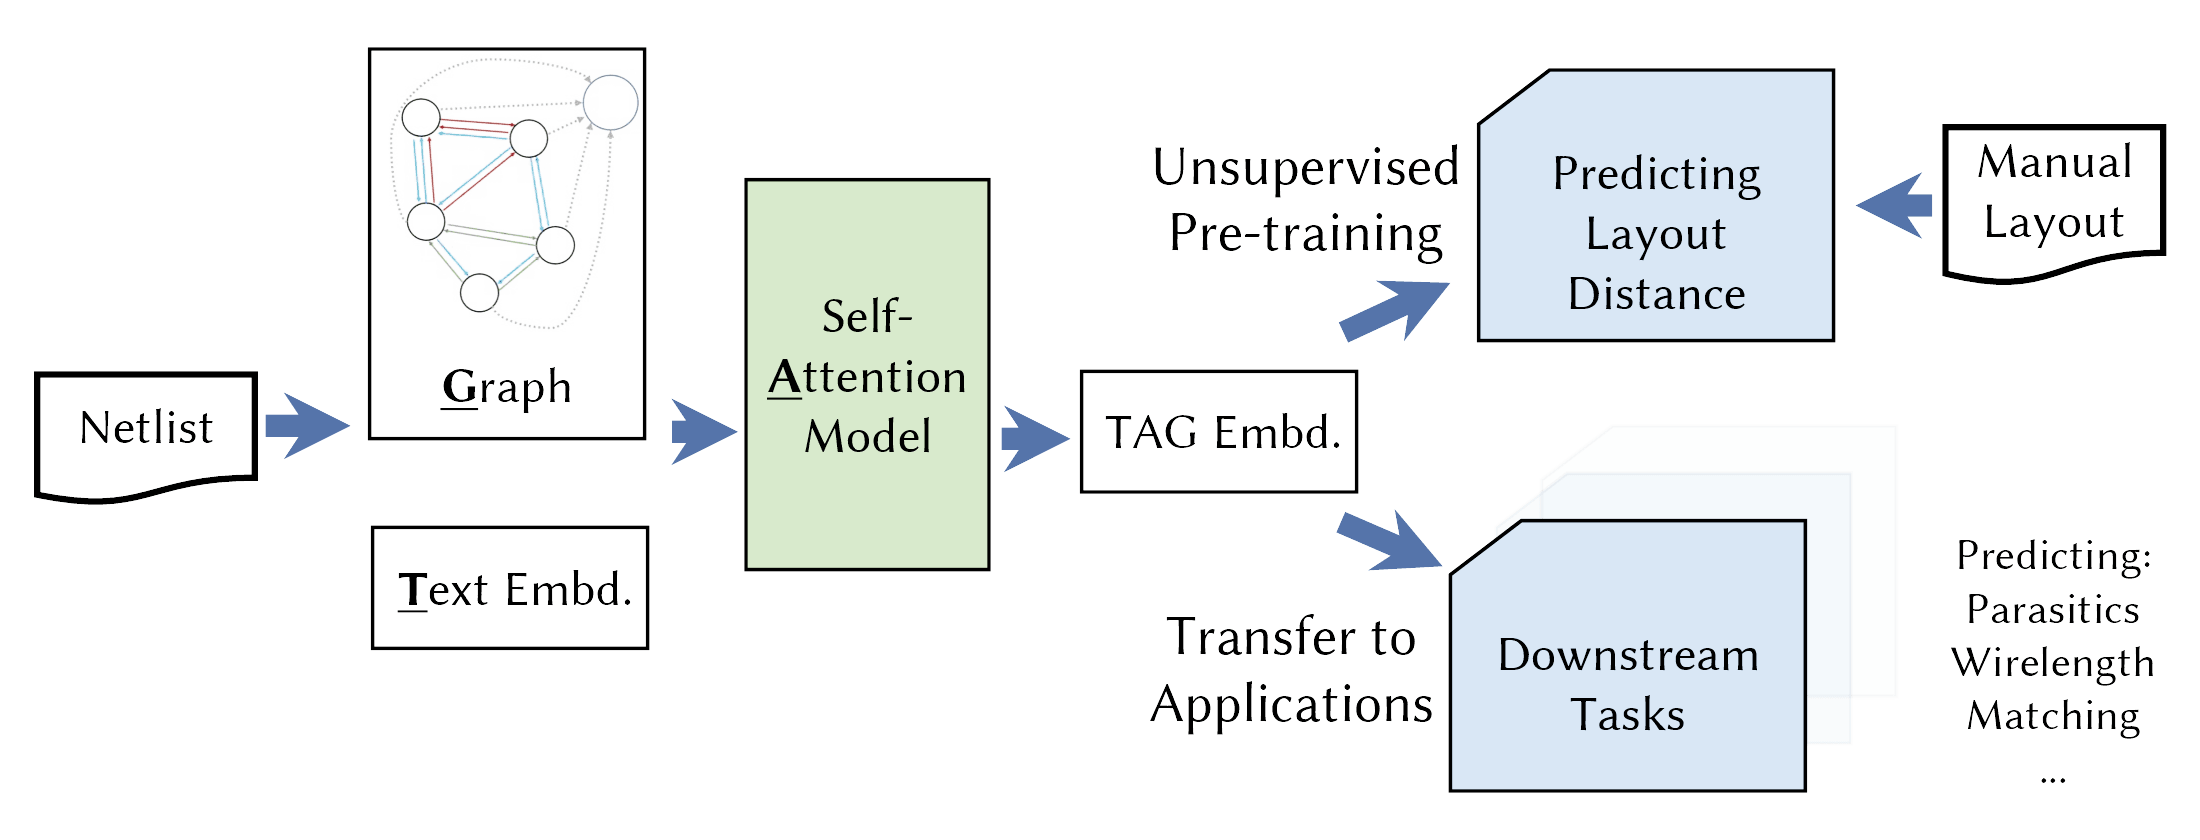 Netlist
Graph
Text Embd.
Self-
Attention
Model
TAG Embd.
Unsupervised
Pre-training
Predicting
Layout
Distance
Manual
Layout
Transfer to
Applications
Downstream
Tasks
Predicting:
Parasitics
Wirelength
Matching
...